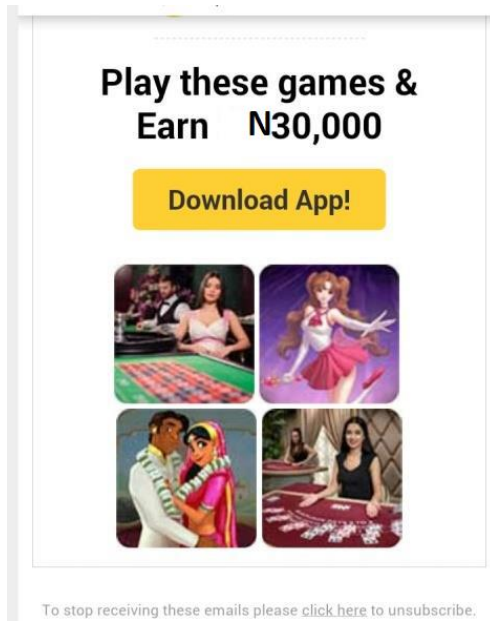 Play these games &
Earn N30,000
Download App!
To stop receiving these emails please click here to unsubscribe.